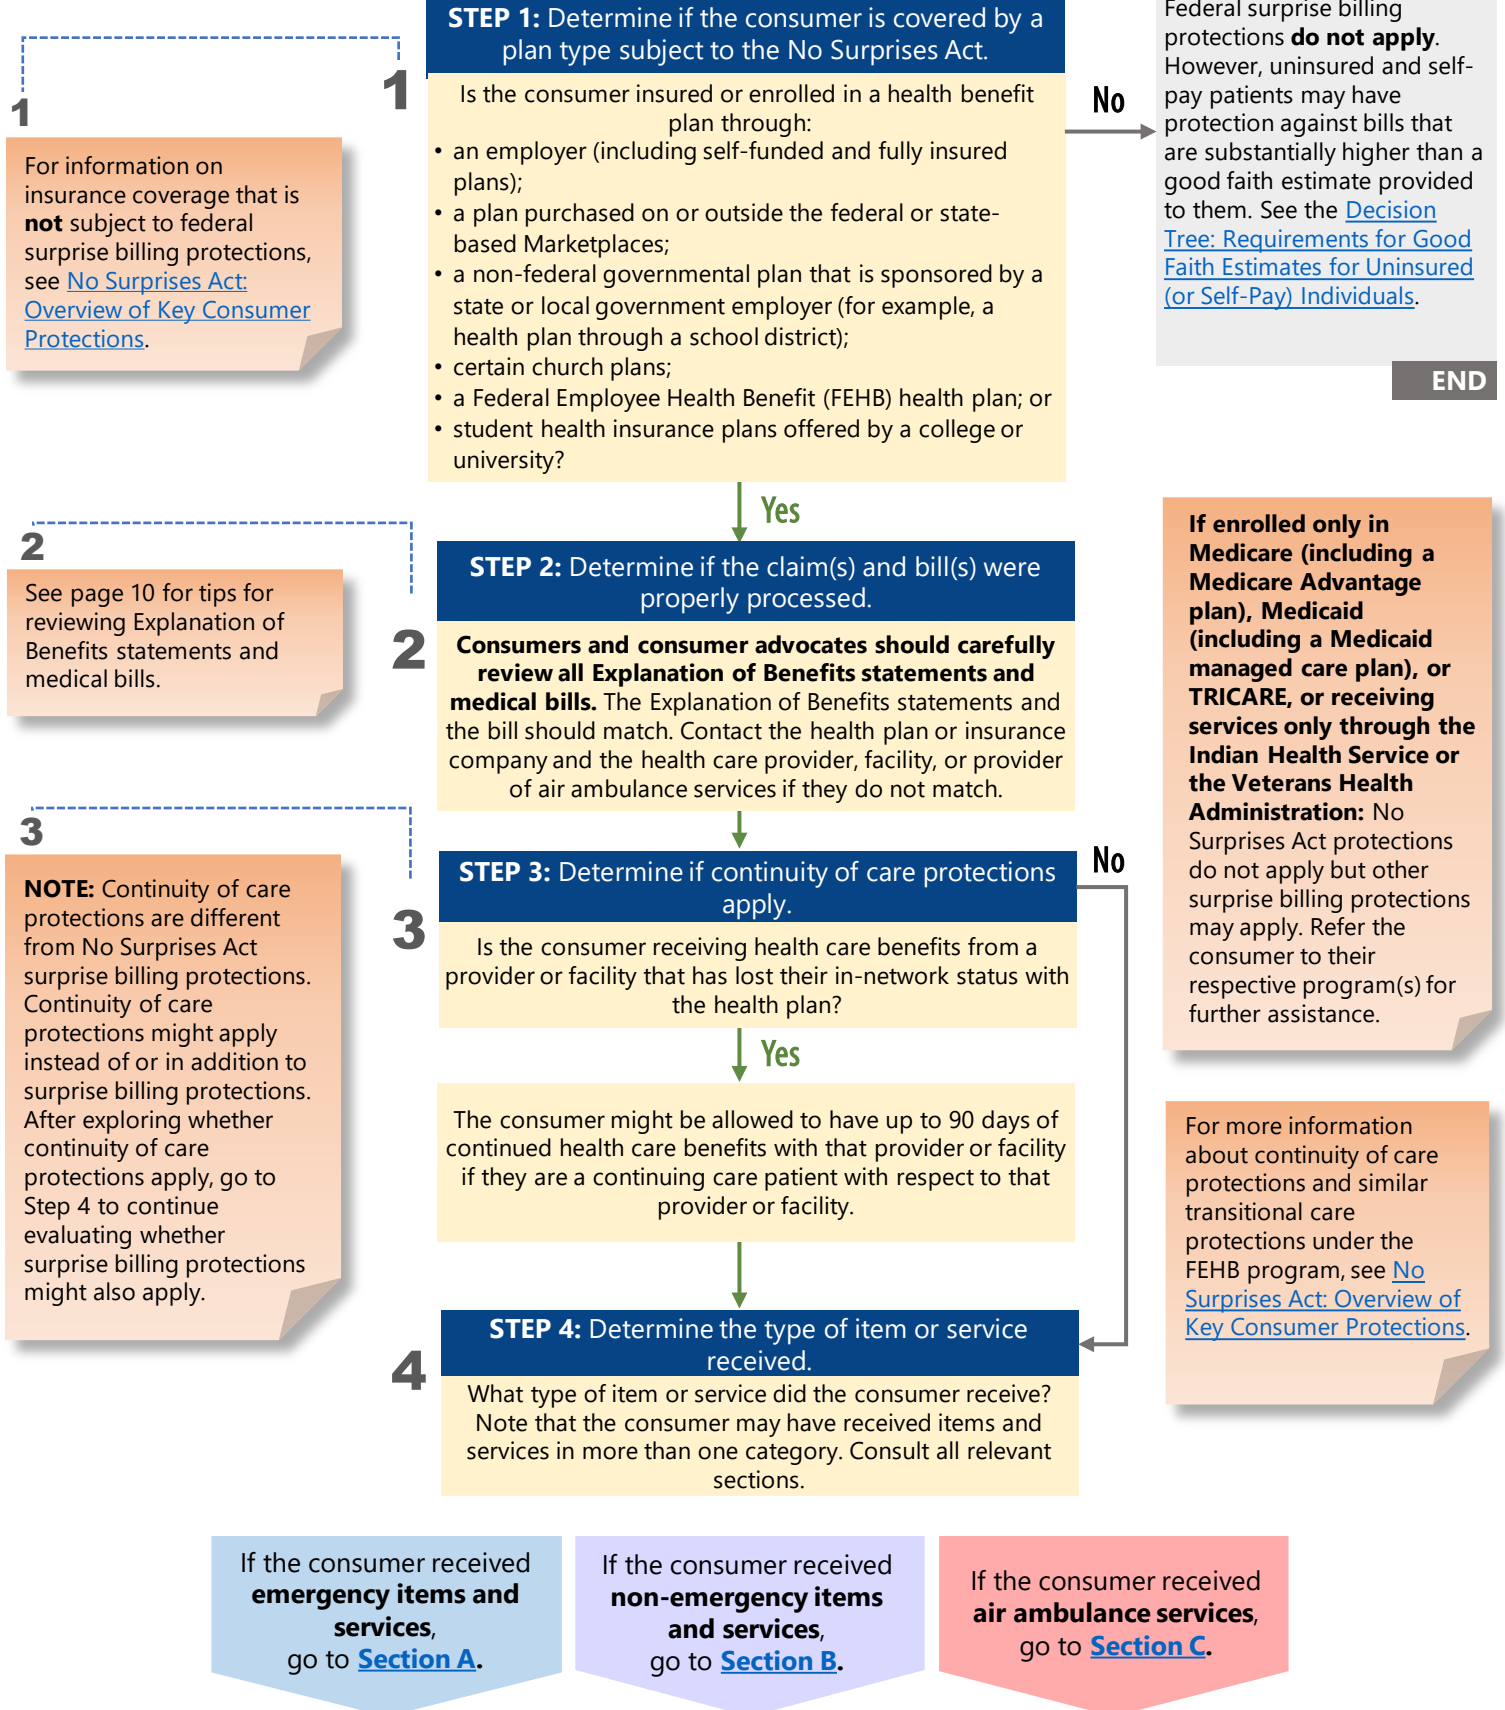 STEP 1: Determine if the consumer is covered by a
plan type subject to the No Surprises Act.
1
Is the consumer insured or enrolled in a health benefit
plan through:
• an employer (including self-funded and fully insured
plans);
• a plan purchased on or outside the federal or state-
based Marketplaces;
• a non-federal governmental plan that is sponsored by a
state or local government employer (for example, a
health plan through a school district);
• certain church plans;
• a Federal Employee Health Benefit (FEHB) health plan; or
• student health insurance plans offered by a college or
university?
1
For information on
insurance coverage that is
not subject to federal
surprise billing protections,
see No Surprises Act:
Overview of Key Consumer
Protections.
No
Federal surprise billing
protections do not apply.
However, uninsured and self-
pay patients may have
protection against bills that
are substantially higher than a
good faith estimate provided
to them. See the Decision
Tree: Requirements for Good
Faith Estimates for Uninsured
(or Self-Pay) Individuals.
END
Yes
2
STEP 2: Determine if the claim(s) and bill(s) were
properly processed.
Consumers and consumer advocates should carefully
review all Explanation of Benefits statements and
medical bills. The Explanation of Benefits statements and
the bill should match. Contact the health plan or insurance
company and the health care provider, facility, or provider
of air ambulance services if they do not match.
2
See page 10 for tips for
reviewing Explanation of
Benefits statements and
medical bills.
If enrolled only in
Medicare (including a
Medicare Advantage
plan), Medicaid
(including a Medicaid
managed care plan), or
TRICARE, or receiving
services only through the
Indian Health Service or
the Veterans Health
Administration: No
Surprises Act protections
do not apply but other
surprise billing protections
may apply. Refer the
consumer to their
respective program(s) for
further assistance.
3
STEP 3: Determine if continuity of care protections
apply.
Is the consumer receiving health care benefits from a
provider or facility that has lost their in-network status with
the health plan?
No
Yes
The consumer might be allowed to have up to 90 days of
continued health care benefits with that provider or facility
if they are a continuing care patient with respect to that
provider or facility.
3
NOTE: Continuity of care
protections are different
from No Surprises Act
surprise billing protections.
Continuity of care
protections might apply
instead of or in addition to
surprise billing protections.
After exploring whether
continuity of care
protections apply, go to
Step 4 to continue
evaluating whether
surprise billing protections
might also apply.
For more information
about continuity of care
protections and similar
transitional care
protections under the
FEHB program, see No
Surprises Act: Overview of
Key Consumer Protections.
4
STEP 4: Determine the type of item or service
received.
What type of item or service did the consumer receive?
Note that the consumer may have received items and
services in more than one category. Consult all relevant
sections.
If the consumer received
emergency items and
services,
go to Section A.
If the consumer received
non-emergency items
and services,
go to Section B.
If the consumer received
air ambulance services,
go to Section C.